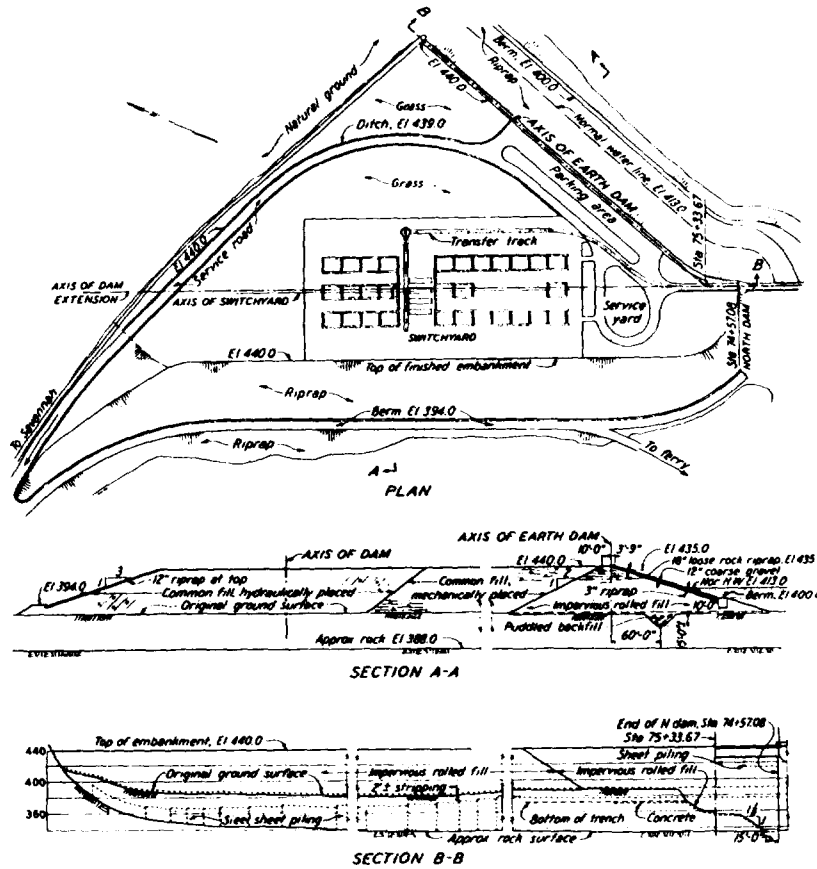 B
A
Berm, El 400.0
Riprap
Normal water line, El 413.0
El 440.0
AXIS OF EARTH DAM
Natural ground
Grass
Ditch, El 439.0
Parking area
Grass
Sta 75+33.67
El 440.0
Service road
Transfer track
B
AXIS OF DAM EXTENSION
AXIS OF SWITCHYARD
Service yard
SWITCHYARD
Sta 74+57.08
NORTH DAM
El 440.0
Top of finished embankment
Riprap
Berm El 394.0
To Savannah
Riprap
To ferry
A
PLAN
AXIS OF DAM
AXIS OF EARTH DAM
10'-0"
3'-9"
El 435.0
El 440.0
18" loose rock riprap, El 435
12" coarse gravel
Nor H W El 413.0
El 394.0
3
1
12" riprap at top
Common fill, mechanically placed
Common fill hydraulically placed
3" riprap
Berm. El 400.0
Original ground surface
Impervious rolled fill
10'-0"
Puddled backfill
Approx rock El 388.0
60'-0"
SECTION A-A
End of N dam, Sta 74+57.08
Sta 75+33.67
Top of embankment, El 440.0
440
Sheet piling
Original ground surface
Impervious rolled fill
Impervious rolled fill
400
2' ± stripping
360
Steel sheet piling
Bottom of trench
Concrete
Approx rock surface
15'-0"
SECTION B-B